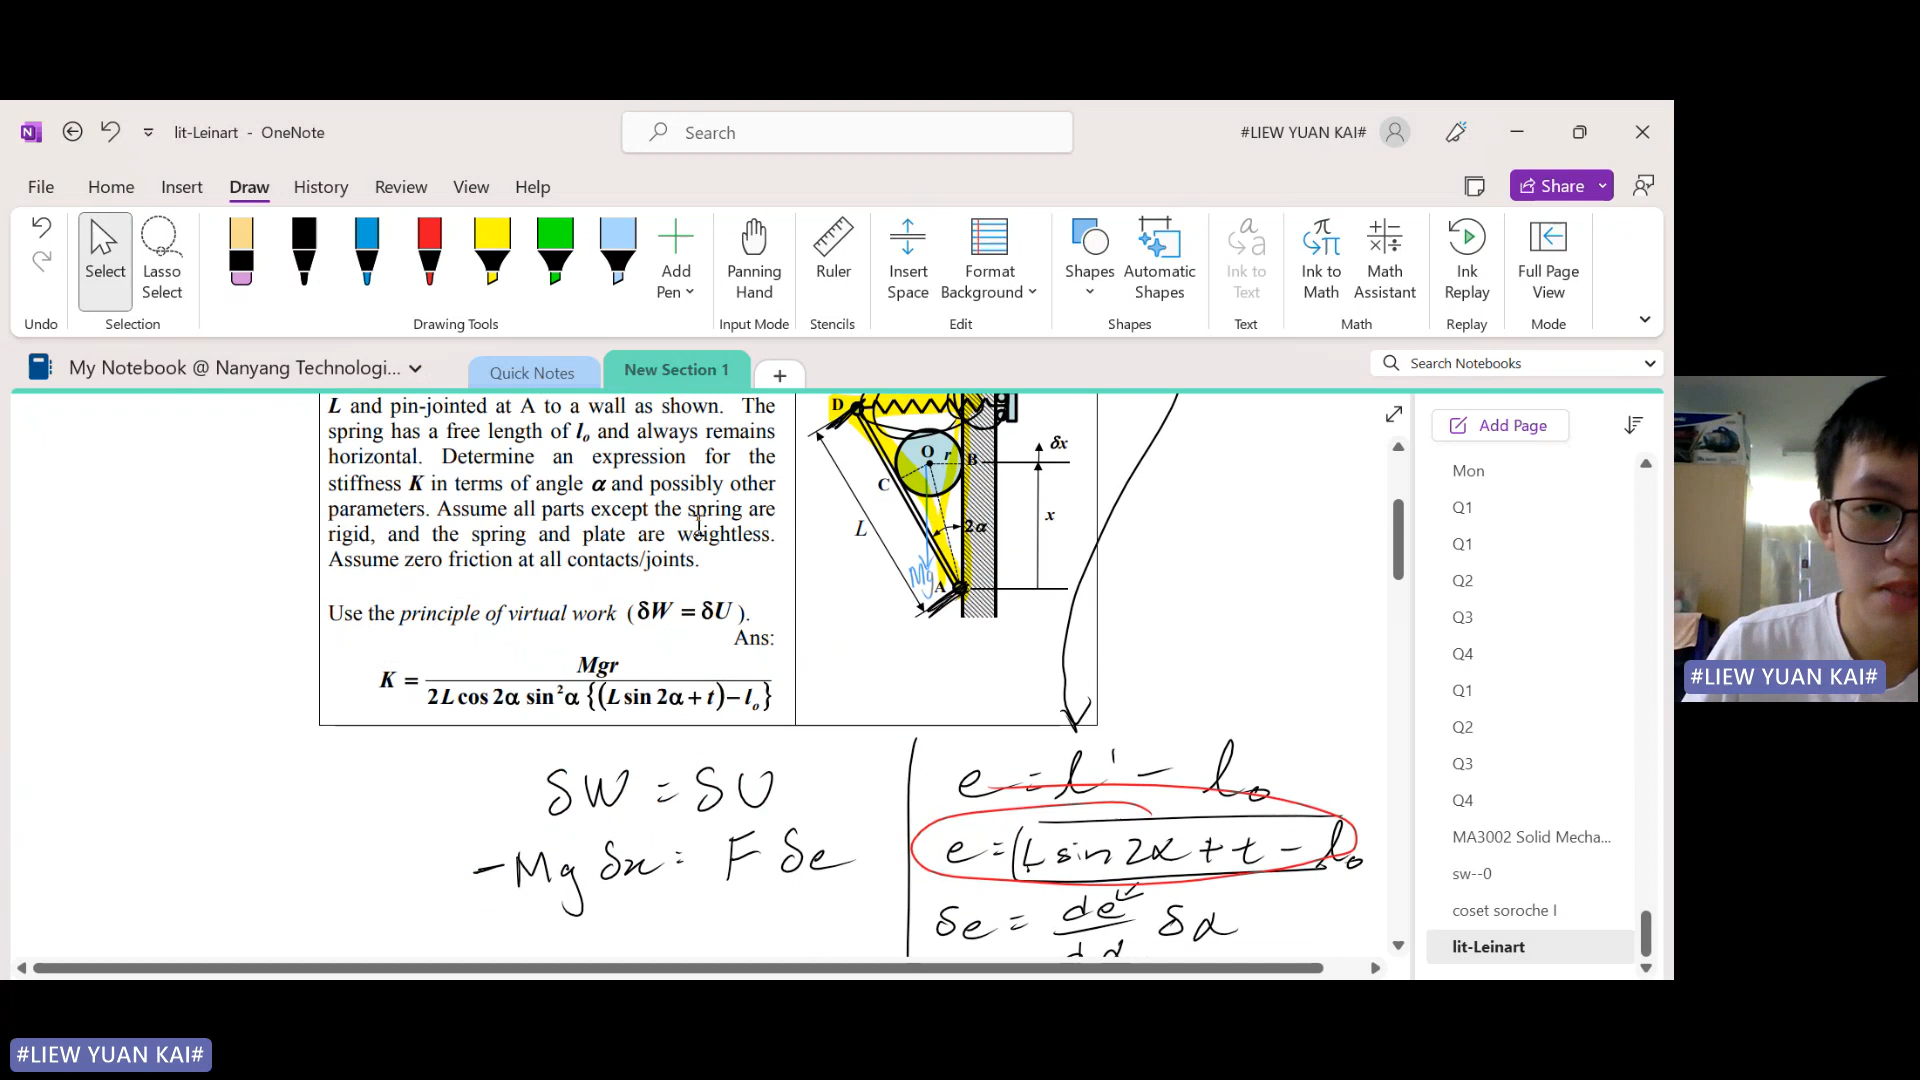 lit-Leinart - OneNote
Search
#LIEW YUAN KAI#
File Home Insert Draw History Review View Help
Share
Select
Lasso Select
Add Pen
Panning Hand
Ruler
Insert Space
Format Background
Shapes
Automatic Shapes
Ink to Text
Ink to Math
Math Assistant
Ink Replay
Full Page View
Undo
Selection
Drawing Tools
Input Mode
Stencils
Edit
Shapes
Text
Math
Replay
Mode
My Notebook @ Nanyang Technologi...
Quick Notes
New Section 1
Search Notebooks
L and pin-jointed at A to a wall as shown. The
spring has a free length of lₒ and always remains
horizontal. Determine an expression for the
stiffness K in terms of angle α and possibly other
parameters. Assume all parts except the spring are
rigid, and the spring and plate are weightless.
Assume zero friction at all contacts/joints.
Use the principle of virtual work (δW = δU).
Ans:
K = Mgr / 2L cos 2α sin²α {(L sin 2α + t) – lₒ}
D
O r B
δx
C
L
2α
x
Mg
A
δW = δU
-Mg δx = F δe
e = l' - l₀
e = (L sin 2α + t - l₀
δe = de/dα δα
Add Page
Mon
Q1
Q1
Q2
Q3
Q4
Q1
Q2
Q3
Q4
MA3002 Solid Mecha...
sw--0
coset soroche I
lit-Leinart
#LIEW YUAN KAI#
#LIEW YUAN KAI#